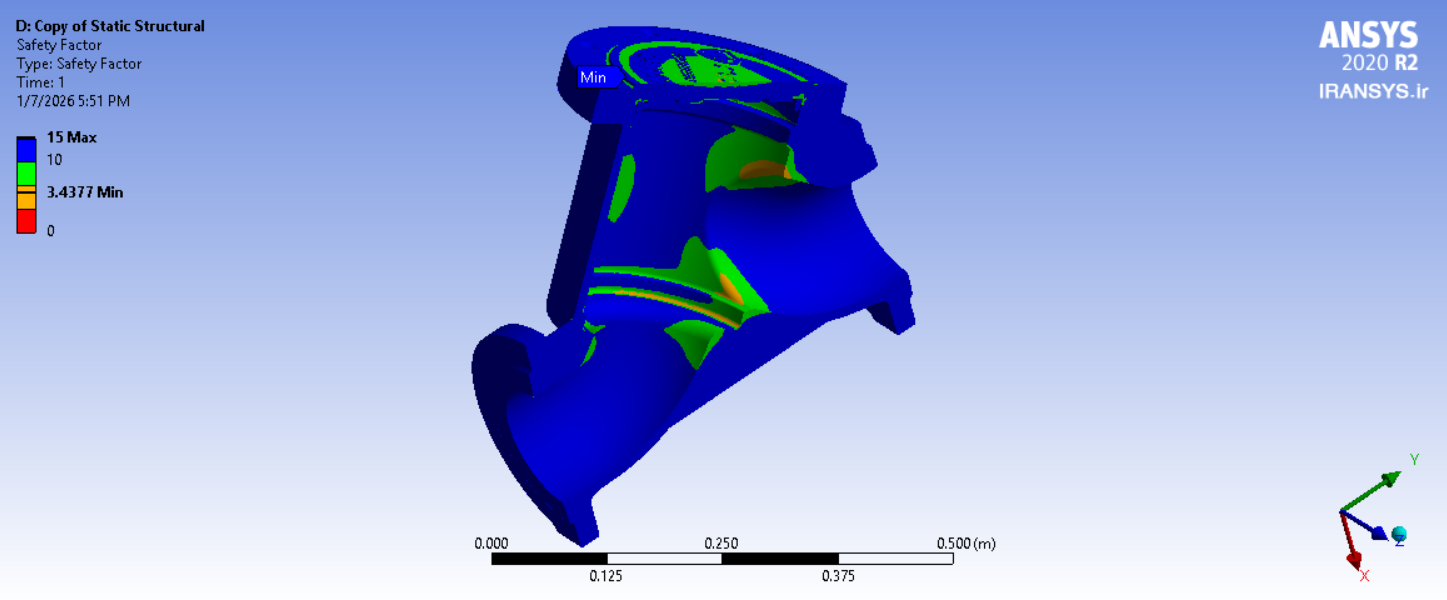 D: Copy of Static Structural
Safety Factor
Type: Safety Factor
Time: 1
1/7/2026 5:51 PM
15 Max
10
3.4377 Min
0
Min
ANSYS
2020 R2
IRANSYS.ir
Y
Z
X
0.000
0.250
0.500 (m)
0.125
0.375